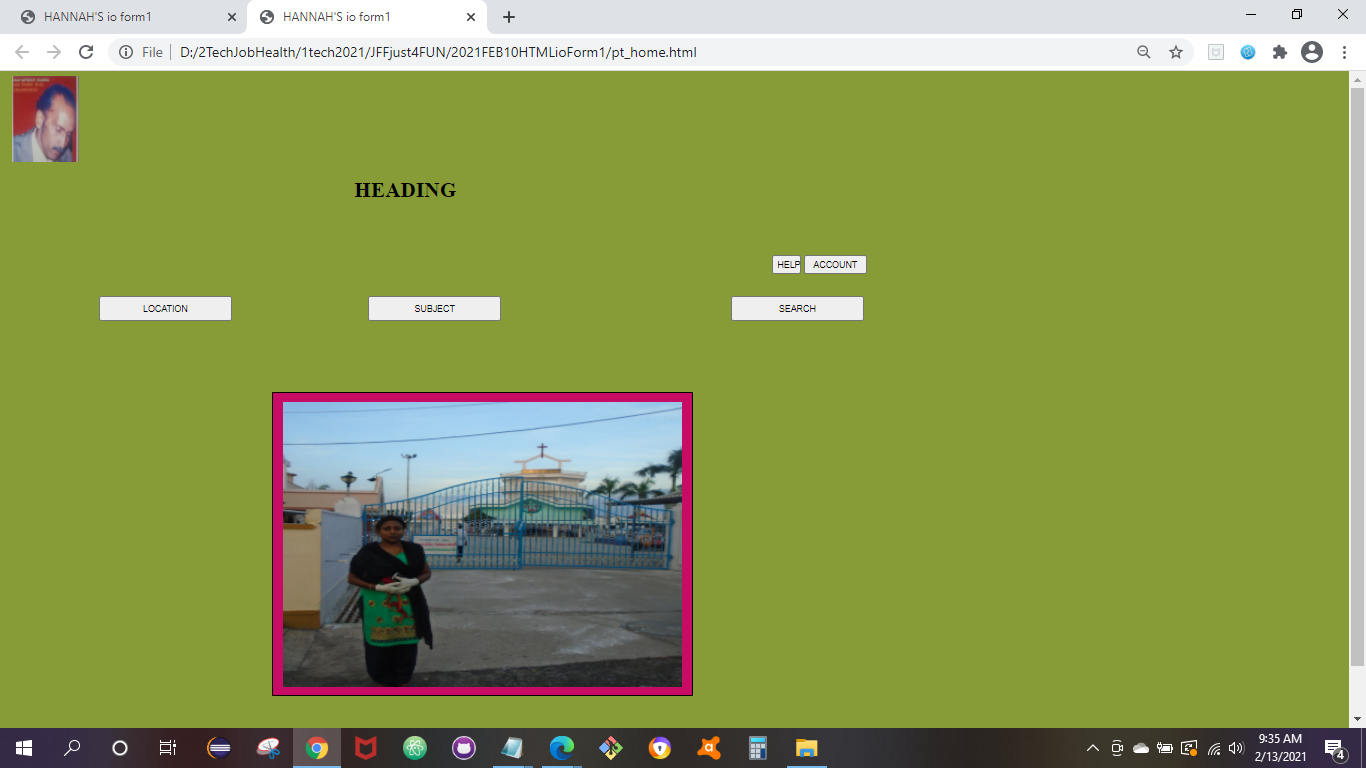 HANNAH'S io form1
HANNAH'S io form1
File
D:/2TechJobHealth/1tech2021/JFFjust4FUN/2021FEB10HTMLioForm1/pt_home.html
HEADING
HELP ACCOUNT
LOCATION SUBJECT SEARCH
9:35 AM
2/13/2021
4